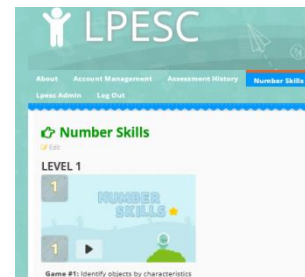 LPESC
About Account Management Assessment History Number Skills
Lpesc Admin Log Out
Number Skills
Edit
LEVEL 1
1
NUMBER
SKILLS
1
Game #1: Identify objects by characteristics